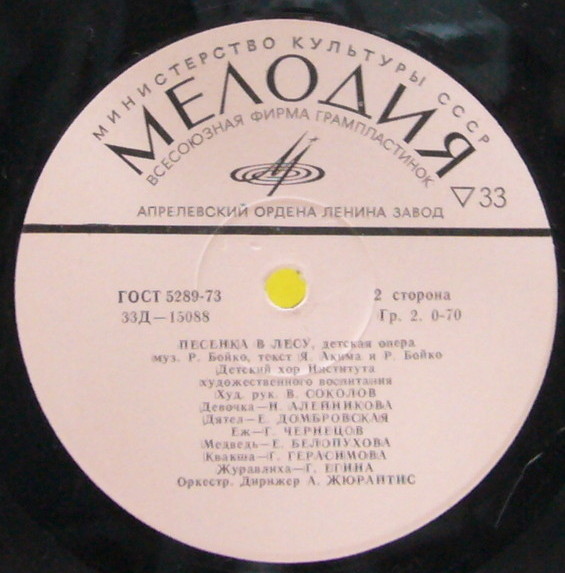 МИНИСТЕРСТВО КУЛЬТУРЫ СССР
МЕЛОДИЯ
ВСЕСОЮЗНАЯ ФИРМА ГРАМПЛАСТИНОК
33
АПРЕЛЕВСКИЙ ОРДЕНА ЛЕНИНА ЗАВОД
ГОСТ 5289-73 2 сторона
33Д—15088 Гр. 2. 0-70
ПЕСЕНКА В ЛЕСУ, детская опера
муз. Р. Бойко, текст Я. Акима и Р. Бойко
Детский хор Института
художественного воспитания
Худ. рук. В. СОКОЛОВ
Девочка—Н. АЛЕЙНИКОВА
Дятел—Е. ДОМБРОВСКАЯ
Еж—Г. ЧЕРНЕЦОВ
Медведь—Е. БЕЛОПУХОВА
Квакша—Г. ГЕРАСИМОВА
Журавлиха—Г. ЕГИНА
Оркестр. Дирижер А. ЖЮРАЙТИС